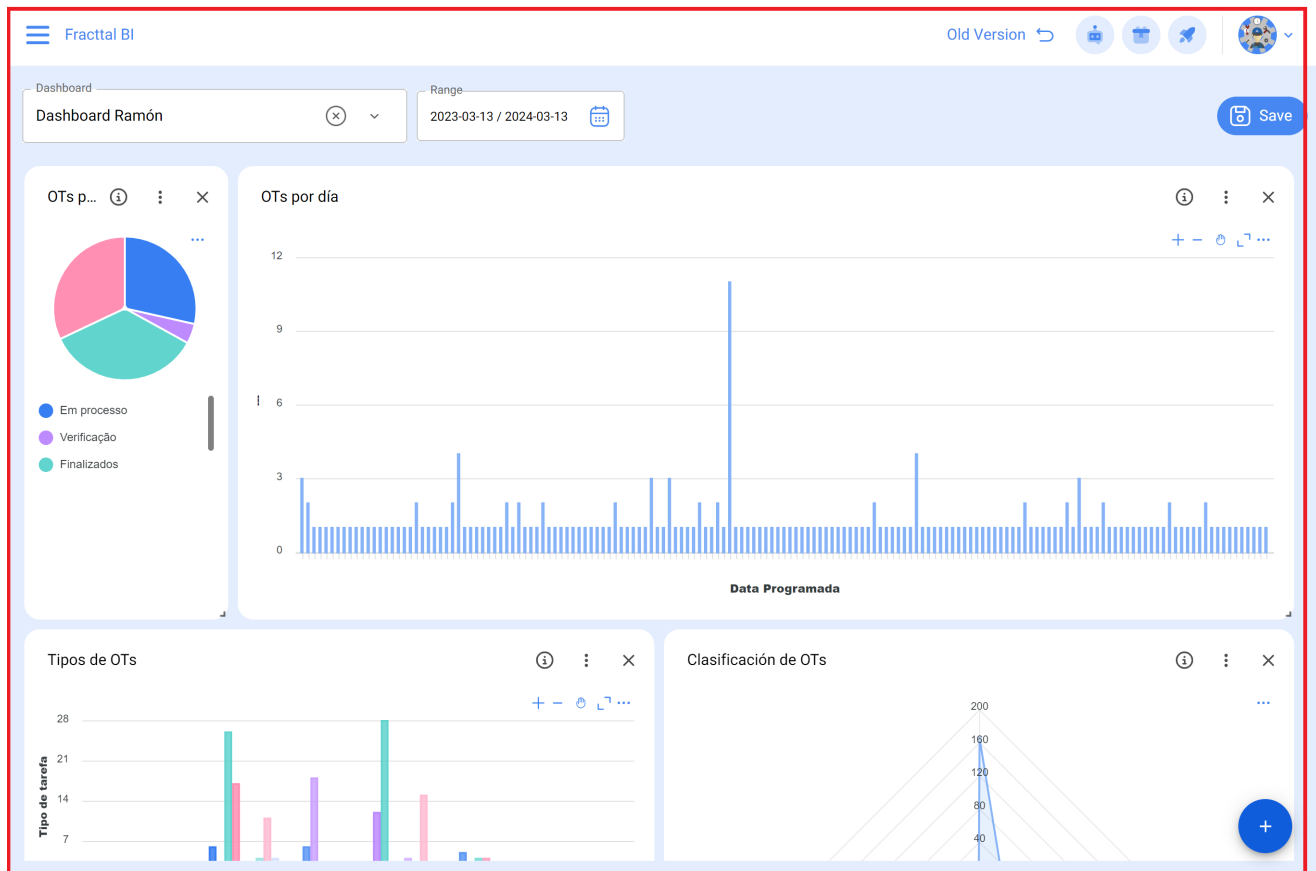 Fracttal BI
Old Version
Dashboard
Dashboard Ramón
Range
2023-03-13 / 2024-03-13
Save
OTs p...
Em processo
Verificação
Finalizados
OTs por día
12
9
6
3
0
Data Programada
Tipos de OTs
28
21
14
7
Tipo de tarefa
Clasificación de OTs
200
160
120
80
40